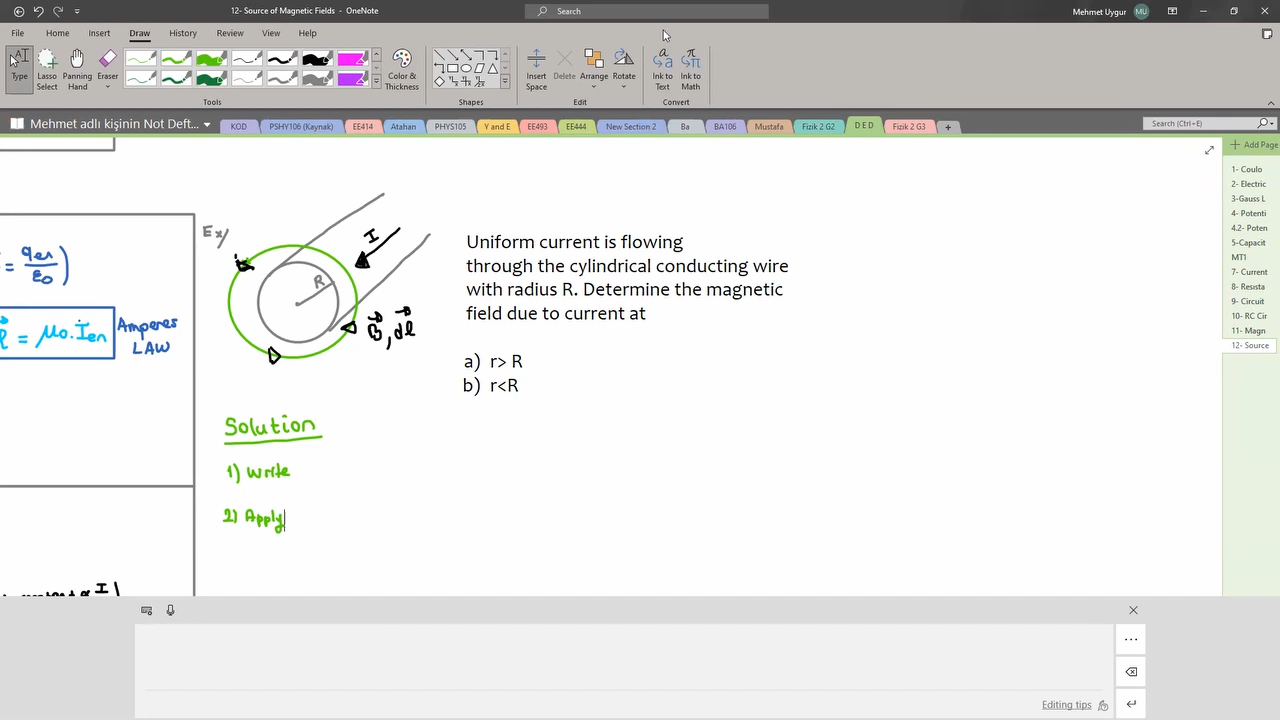 12- Source of Magnetic Fields - OneNote
Search
Mehmet Uygur
MU
File
Home
Insert
Draw
History
Review
View
Help
Type
Lasso Select
Panning Hand
Eraser
Color & Thickness
Insert Space
Delete
Arrange
Rotate
Ink to Text
Ink to Math
Tools
Shapes
Edit
Convert
Mehmet adlı kişinin Not Deft...
KOD
PSHY106 (Kaynak)
EE414
Atahan
PHYS105
Y and E
EE493
EE444
New Section 2
Ba
BA106
Mustafa
Fizik 2 G2
D E D
Fizik 2 G3
Search (Ctrl+E)
Add Page
1- Coulo
2- Electric
3-Gauss L
4- Potenti
4.2- Poten
5-Capacit
MT1
7- Current
8- Resista
9- Circuit
10- RC Cir
11- Magn
12- Source
Ex/
I
R
B, dl
= qen/ε0)
= μ0.Ien
Amperes
LAW
Uniform current is flowing
through the cylindrical conducting wire
with radius R. Determine the magnetic
field due to current at
a) r> R
b) r<R
Solution
1) Write
2) Apply
Editing tips